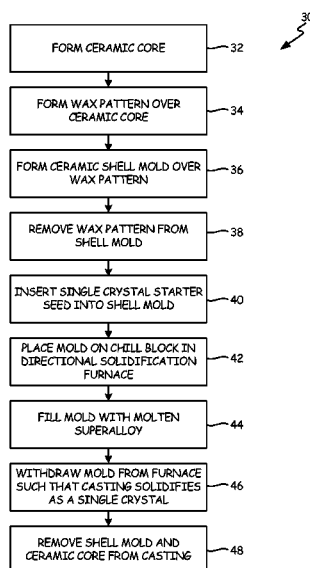 30
FORM CERAMIC CORE
32
FORM WAX PATTERN OVER
CERAMIC CORE
34
FORM CERAMIC SHELL MOLD OVER
WAX PATTERN
36
REMOVE WAX PATTERN FROM
SHELL MOLD
38
INSERT SINGLE CRYSTAL STARTER
SEED INTO SHELL MOLD
40
PLACE MOLD ON CHILL BLOCK IN
DIRECTIONAL SOLIDIFICATION
FURNACE
42
FILL MOLD WITH MOLTEN
SUPERALLOY
44
WITHDRAW MOLD FROM FURNACE
SUCH THAT CASTING SOLIDIFIES
AS A SINGLE CRYSTAL
46
REMOVE SHELL MOLD AND
CERAMIC CORE FROM CASTING
48